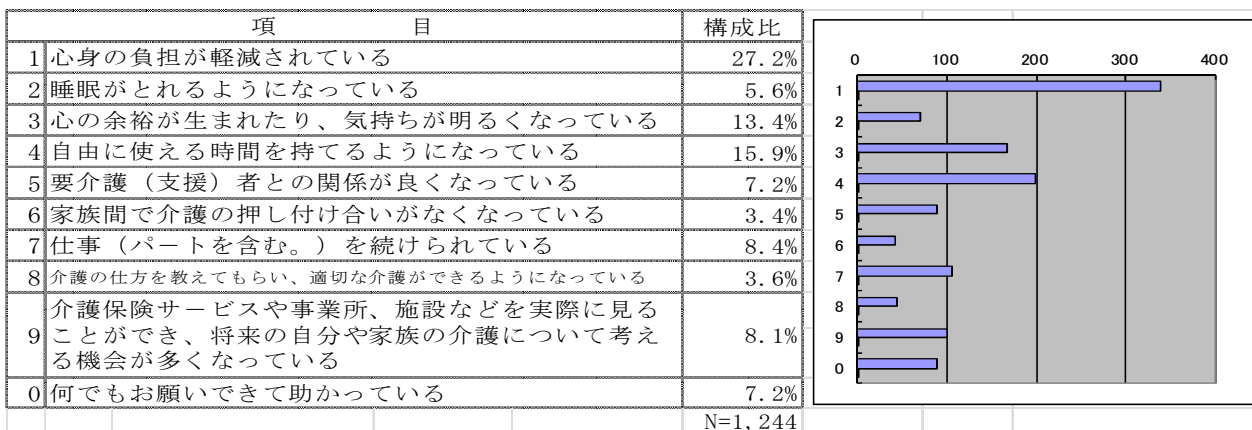 項 目 構成比
1 心身の負担が軽減されている 27.2%
2 睡眠がとれるようになっている 5.6%
3 心の余裕が生まれたり、気持ちが明るくなっている 13.4%
4 自由に使える時間を持てるようになっている 15.9%
5 要介護（支援）者との関係が良くなっている 7.2%
6 家族間で介護の押し付け合いがなくなっている 3.4%
7 仕事（パートを含む。）を続けられている 8.4%
8 介護の仕方を教えてもらい、適切な介護ができるようになっている 3.6%
介護保険サービスや事業所、施設などを実際に見る
9 ことができ、将来の自分や家族の介護について考え 8.1%
る機会が多くなっている
0 何でもお願いできて助かっている 7.2%
N=1,244
0 100 200 300 400
1
2
3
4
5
6
7
8
9
0